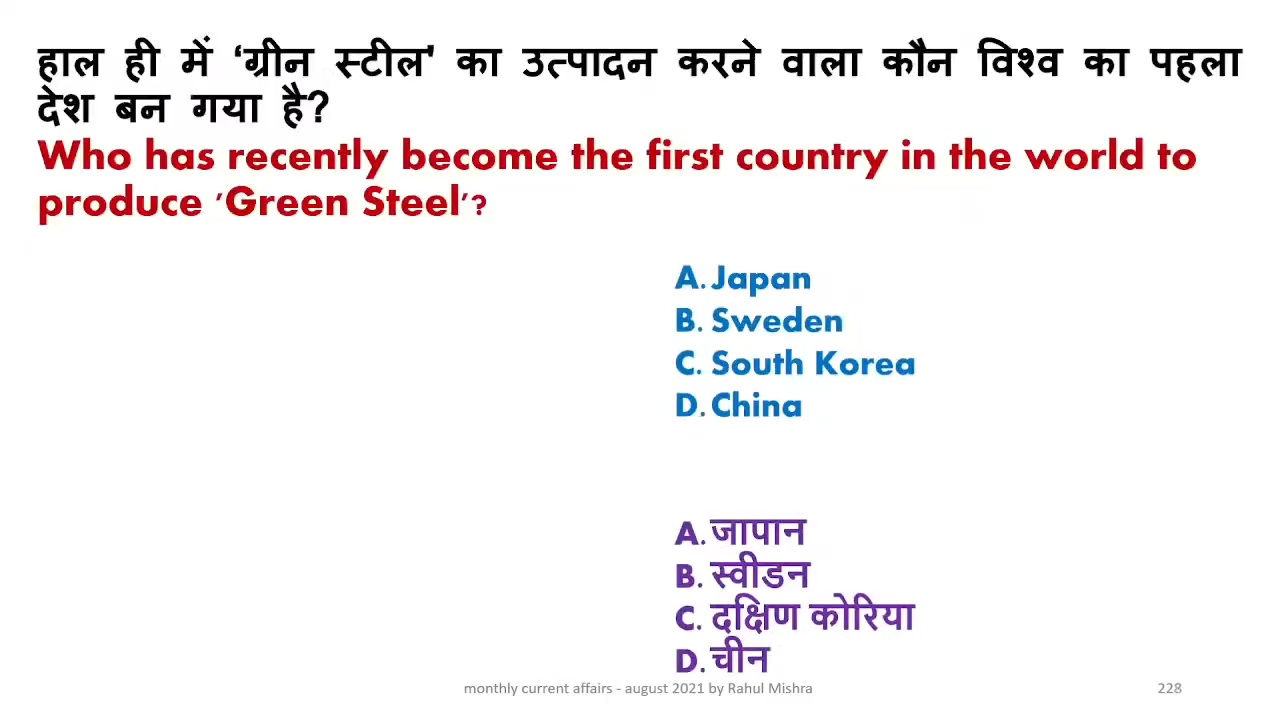 हाल ही में ‘ग्रीन स्टील' का उत्पादन करने वाला कौन विश्व का पहला
देश बन गया है?
Who has recently become the first country in the world to
produce 'Green Steel'?
A. Japan
B. Sweden
C. South Korea
D. China
A. जापान
B. स्वीडन
C. दक्षिण कोरिया
D. चीन
monthly current affairs - august 2021 by Rahul Mishra
228